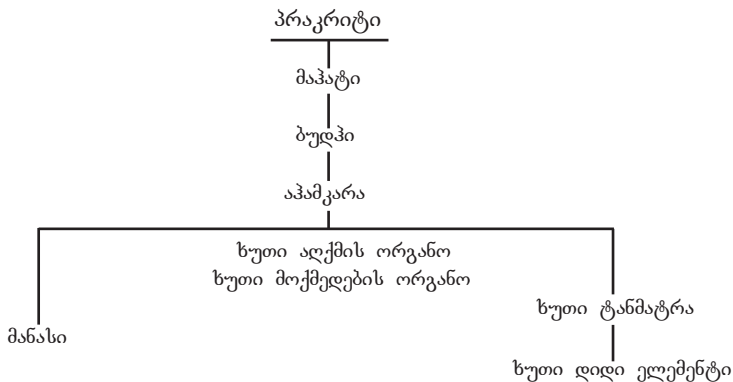 პრაკრიტი
მაჰატი
ბუდჰი
აჰამკარა
ხუთი აღქმის ორგანო
ხუთი მოქმედების ორგანო
ხუთი ტანმატრა
მანასი
ხუთი დიდი ელემენტი